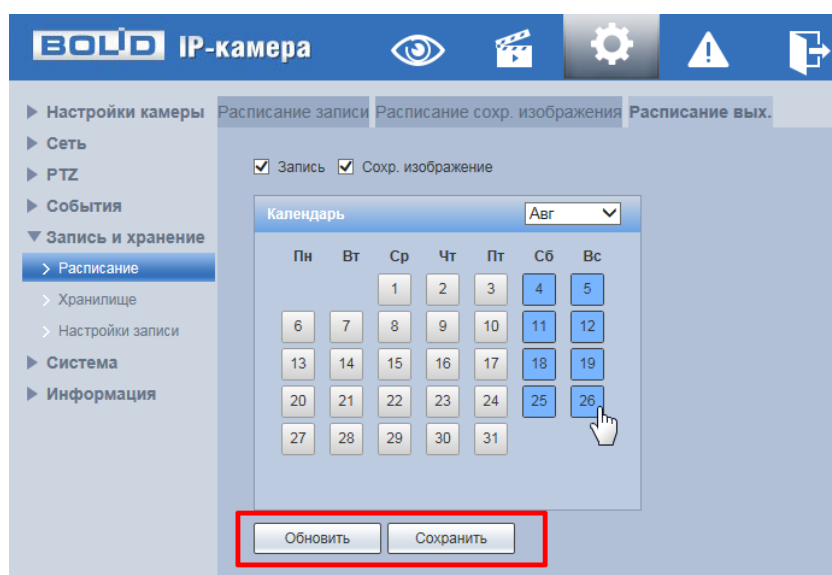 BOLID IP-камера
Настройки камеры
Сеть
PTZ
События
Запись и хранение
Расписание
Хранилище
Настройки записи
Система
Информация
Расписание записи Расписание сохр. изображения Расписание вых.
Запись Сохр. изображение
Календарь Авг
Пн Вт Ср Чт Пт Сб Вс
1 2 3 4 5
6 7 8 9 10 11 12
13 14 15 16 17 18 19
20 21 22 23 24 25 26
27 28 29 30 31
Обновить Сохранить